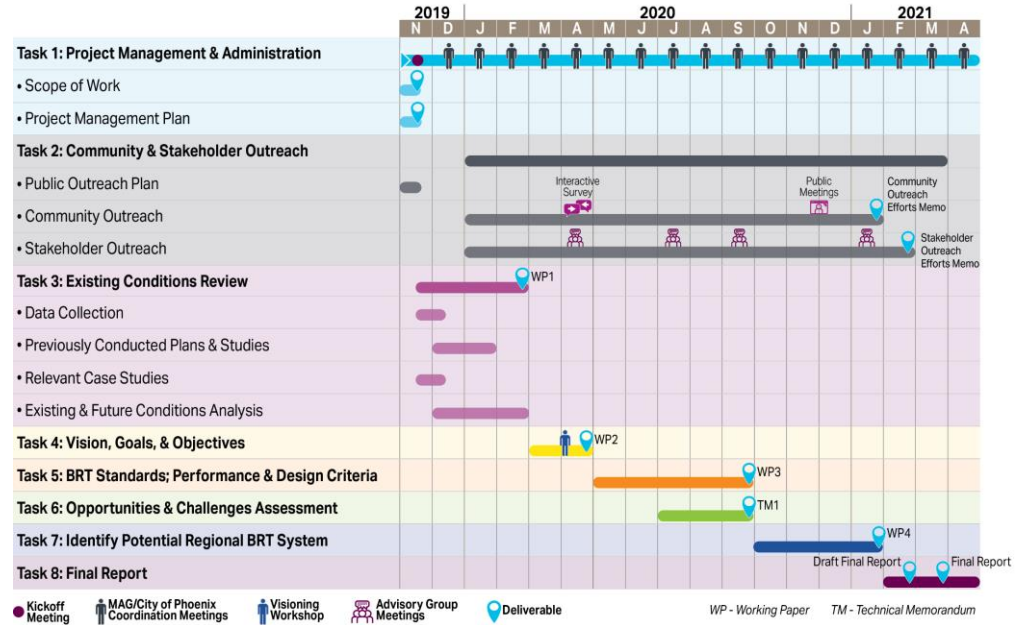 2019 2020 2021
N D J F M A M J J A S O N D J F M A
Task 1: Project Management & Administration
• Scope of Work
• Project Management Plan
Task 2: Community & Stakeholder Outreach
• Public Outreach Plan
Interactive
Survey
Public
Meetings
Community
Outreach
Efforts Memo
• Community Outreach
• Stakeholder Outreach
Stakeholder
Outreach
Efforts Memo
Task 3: Existing Conditions Review
WP1
• Data Collection
• Previously Conducted Plans & Studies
• Relevant Case Studies
• Existing & Future Conditions Analysis
Task 4: Vision, Goals, & Objectives
WP2
Task 5: BRT Standards; Performance & Design Criteria
WP3
Task 6: Opportunities & Challenges Assessment
TM1
Task 7: Identify Potential Regional BRT System
WP4
Task 8: Final Report
Draft Final Report
Final Report
Kickoff
Meeting
MAG/City of Phoenix
Coordination Meetings
Visioning
Workshop
Advisory Group
Meetings
Deliverable
WP - Working Paper
TM - Technical Memorandum